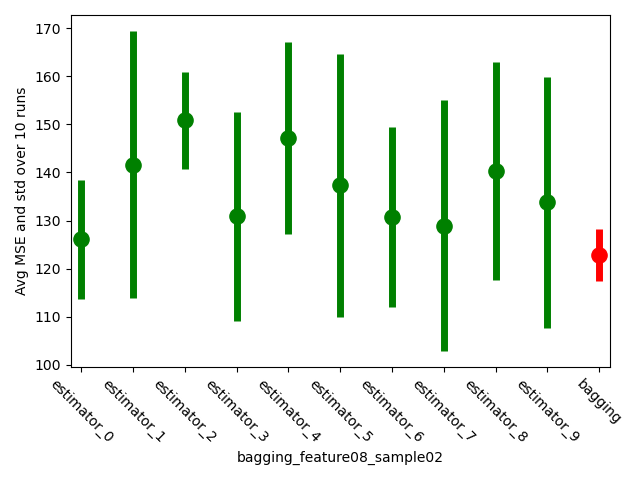 170
160
150
140
130
120
110
100
Avg MSE and std over 10 runs
estimator_0
estimator_1
estimator_2
estimator_3
estimator_4
estimator_5
estimator_6
estimator_7
estimator_8
estimator_9
bagging
bagging_feature08_sample02